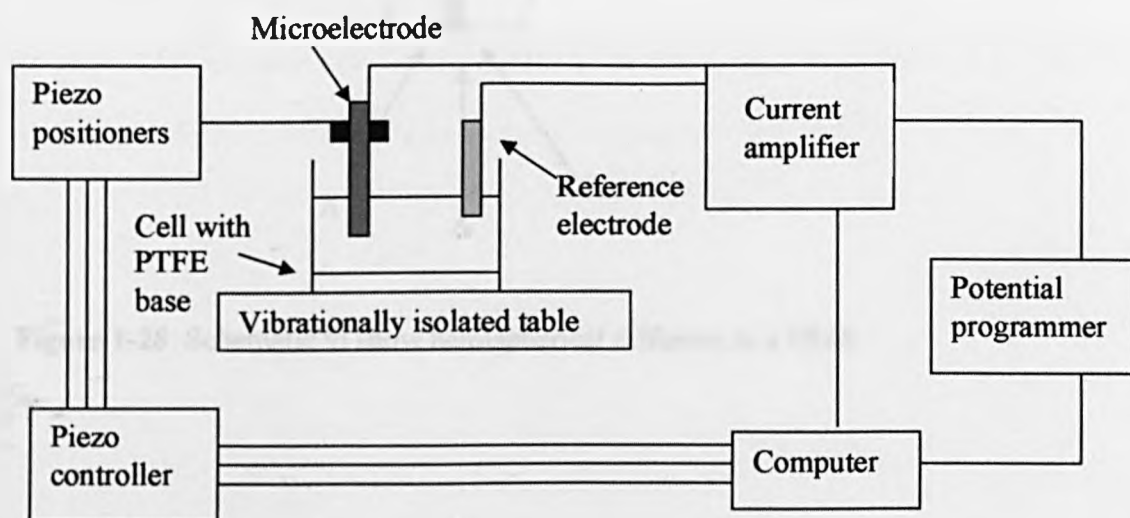 Microelectrode
Piezo
positioners
Current
amplifier
Reference
electrode
Cell with
PTFE
base
Vibrationally isolated table
Potential
programmer
Piezo
controller
Computer